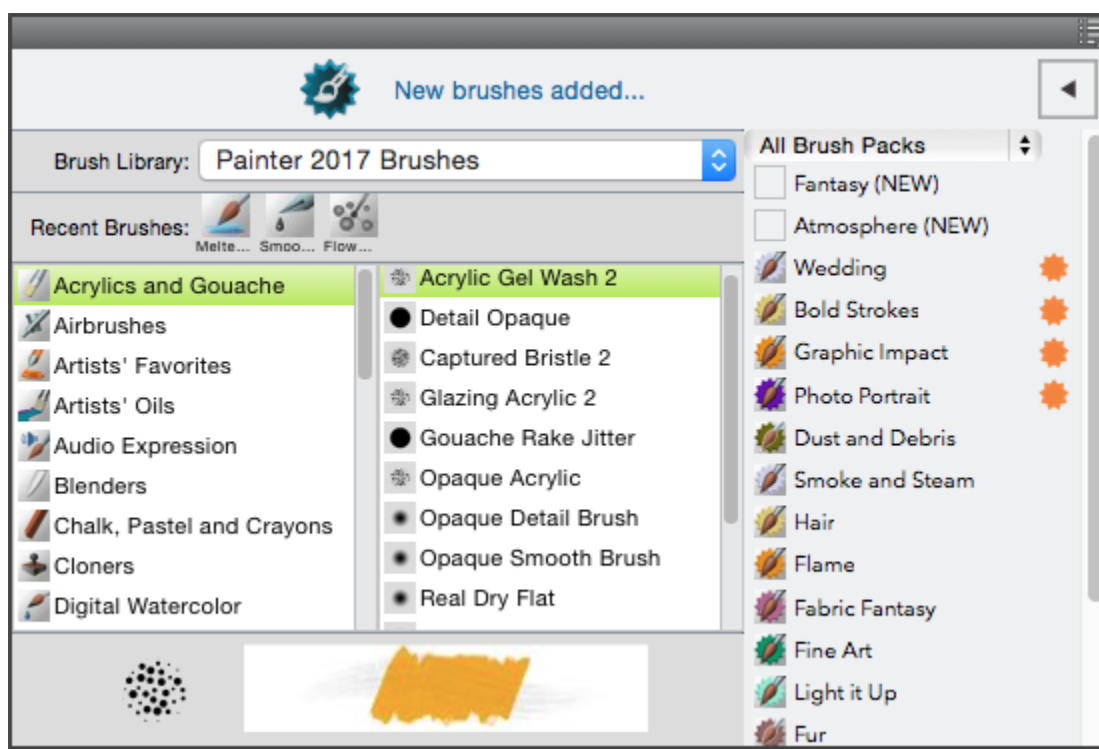 New brushes added...
Brush Library: Painter 2017 Brushes
Recent Brushes:
Melte... Smoo... Flow...
Acrylics and Gouache
Airbrushes
Artists' Favorites
Artists' Oils
Audio Expression
Blenders
Chalk, Pastel and Crayons
Cloners
Digital Watercolor
Acrylic Gel Wash 2
Detail Opaque
Captured Bristle 2
Glazing Acrylic 2
Gouache Rake Jitter
Opaque Acrylic
Opaque Detail Brush
Opaque Smooth Brush
Real Dry Flat
All Brush Packs
Fantasy (NEW)
Atmosphere (NEW)
Wedding
Bold Strokes
Graphic Impact
Photo Portrait
Dust and Debris
Smoke and Steam
Hair
Flame
Fabric Fantasy
Fine Art
Light it Up
Fur